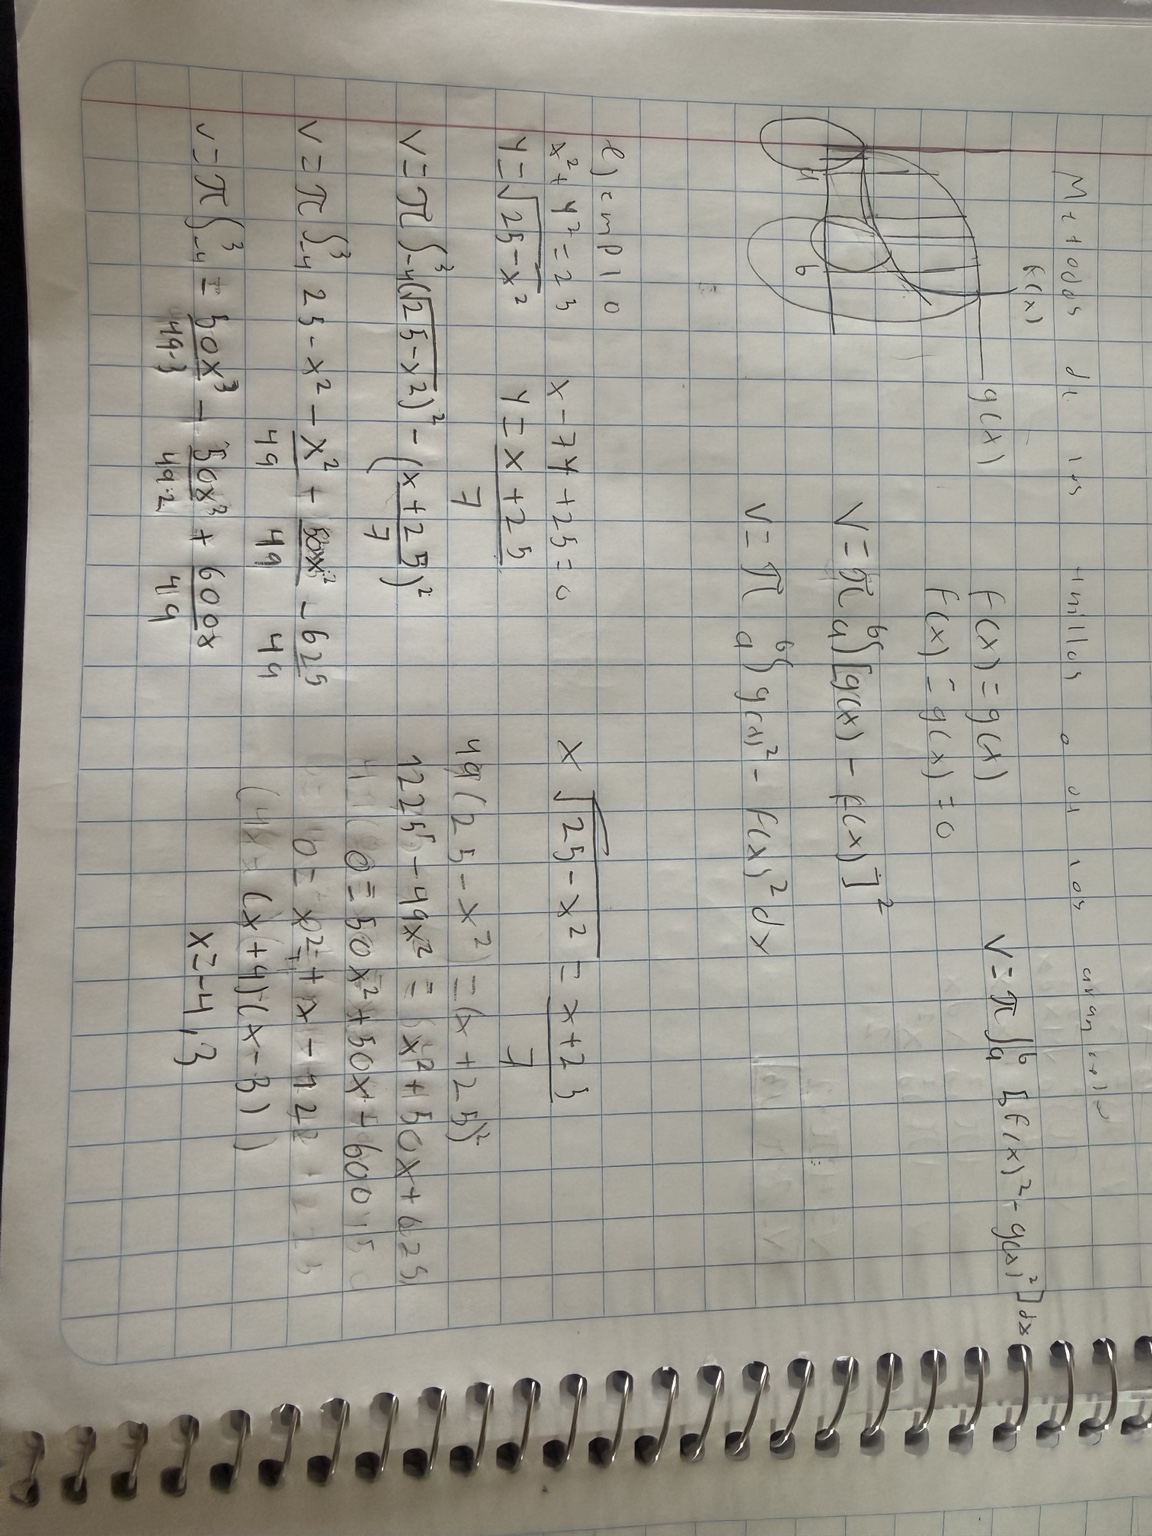 Metodos de las anillos o de las arandelas
f(x)
g(x)
a b
f(x) = g(x)
f(x) - g(x) = 0
V = π ∫a b [f(x)² - g(x)²] dx
V = π a∫b [g(x) - f(x)]²
V = π a∫b g(x)² - f(x)² dx
ejemplo
x² + y² = 25 x - 7y + 25 = 0
y = √25 - x² y = x + 25 / 7
V = π ∫-4 3 (√25 - x²)² - (x + 25 / 7)²
V = π ∫-4 3 25 - x² - x²/49 + 50x/49 - 625/49
V = π ∫-4 3 = 50x³/49·3 - 50x²/49·2 + 600x/49
x √25 - x² = x + 25 / 7
49(25 - x²) = (x + 25)²
1225 - 49x² = x² + 50x + 625
0 = 50x² + 50x - 600
0 = x² + x - 12
(x + 4)(x - 3)
x = -4, 3